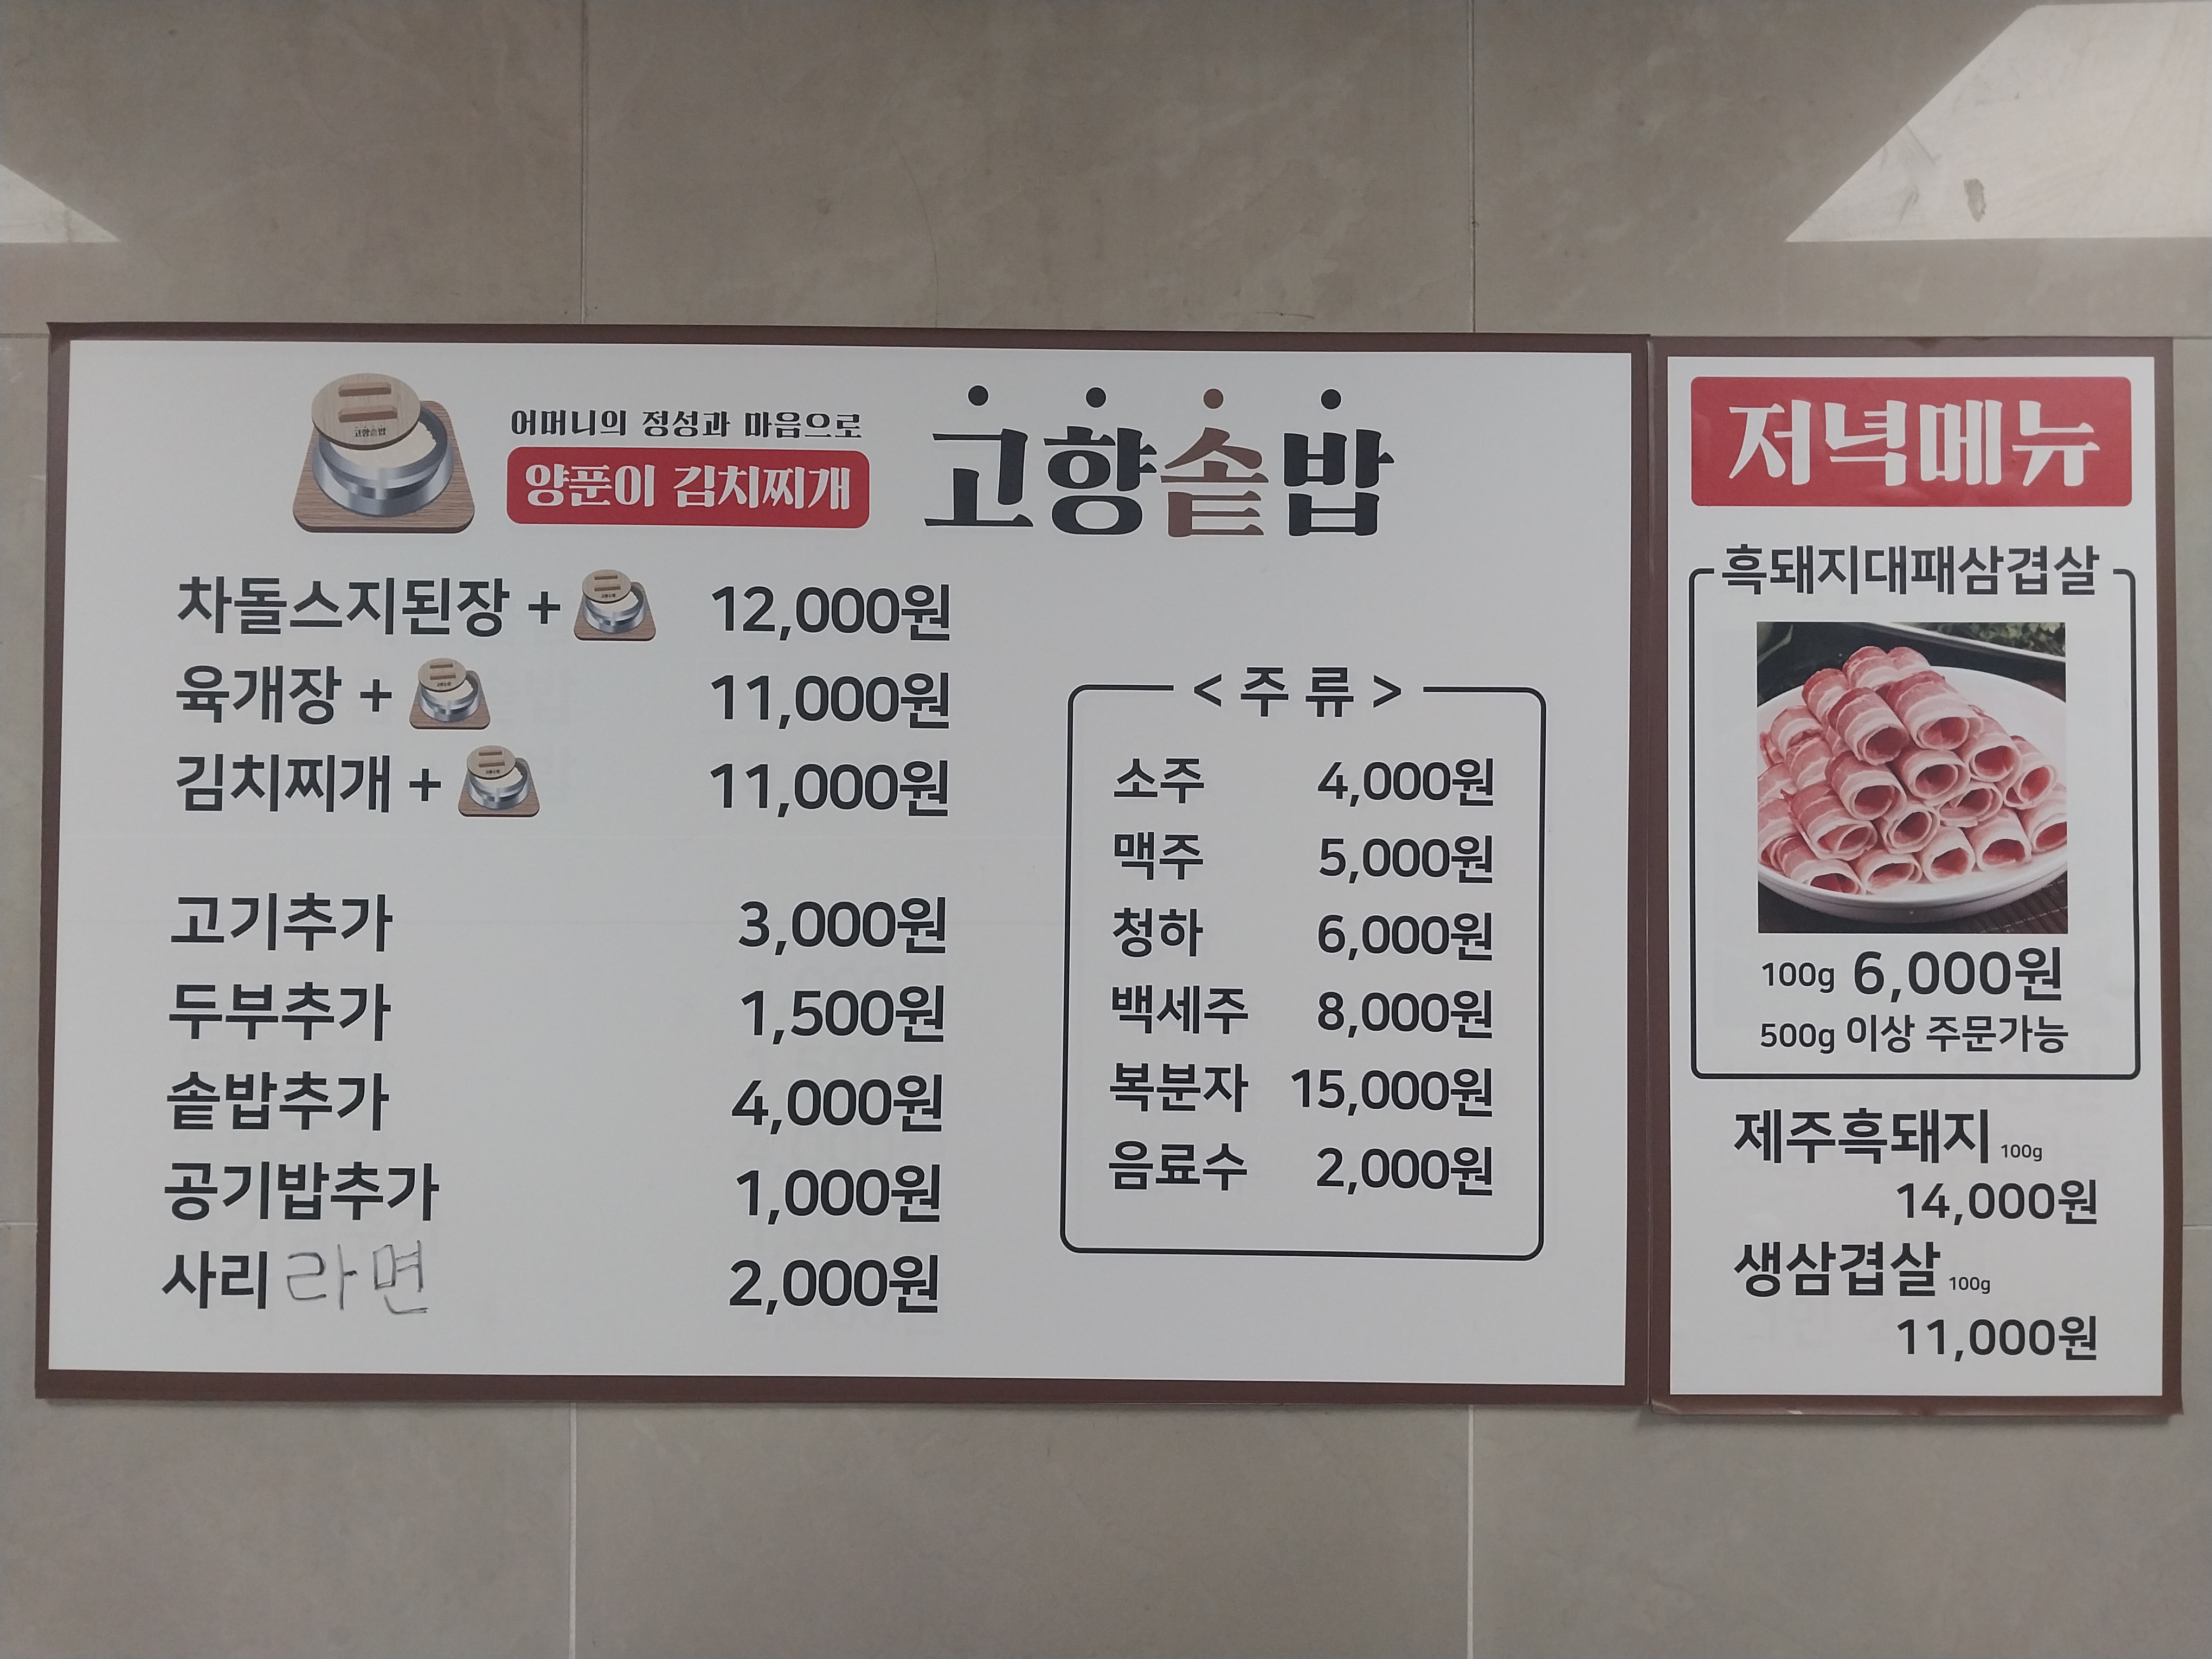 어머니의 정성과 마음으로
양푼이 김치찌개
고향솥밥
차돌스지된장 + 12,000원
육개장 + 11,000원
김치찌개 + 11,000원
고기추가 3,000원
두부추가 1,500원
솥밥추가 4,000원
공기밥추가 1,000원
사리라면 2,000원
< 주 류 >
소주 4,000원
맥주 5,000원
청하 6,000원
백세주 8,000원
복분자 15,000원
음료수 2,000원
저녁메뉴
흑돼지대패삼겹살
100g 6,000원
500g 이상 주문가능
제주흑돼지 100g
14,000원
생삼겹살 100g
11,000원